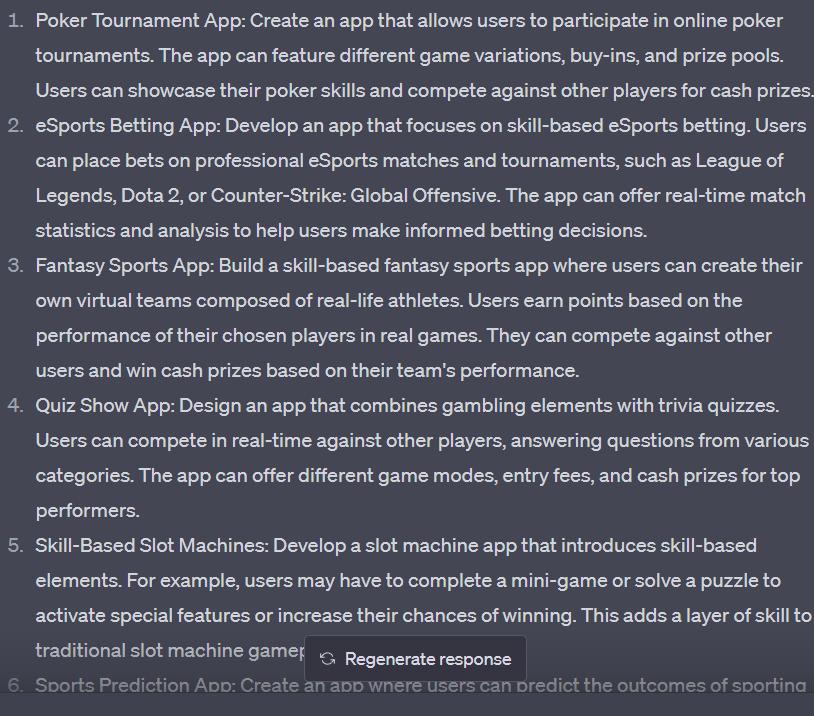 1. Poker Tournament App: Create an app that allows users to participate in online poker
tournaments. The app can feature different game variations, buy-ins, and prize pools.
Users can showcase their poker skills and compete against other players for cash prizes.
2. eSports Betting App: Develop an app that focuses on skill-based eSports betting. Users
can place bets on professional eSports matches and tournaments, such as League of
Legends, Dota 2, or Counter-Strike: Global Offensive. The app can offer real-time match
statistics and analysis to help users make informed betting decisions.
3. Fantasy Sports App: Build a skill-based fantasy sports app where users can create their
own virtual teams composed of real-life athletes. Users earn points based on the
performance of their chosen players in real games. They can compete against other
users and win cash prizes based on their team's performance.
4. Quiz Show App: Design an app that combines gambling elements with trivia quizzes.
Users can compete in real-time against other players, answering questions from various
categories. The app can offer different game modes, entry fees, and cash prizes for top
performers.
5. Skill-Based Slot Machines: Develop a slot machine app that introduces skill-based
elements. For example, users may have to complete a mini-game or solve a puzzle to
activate special features or increase their chances of winning. This adds a layer of skill to
traditional slot machine
Regenerate response
6. Sports Prediction App: Create an app where users can predict the outcomes of sporting